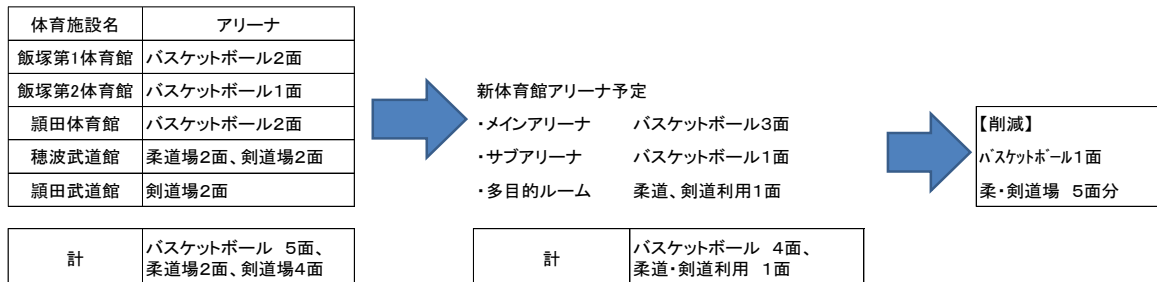 体育施設名 アリーナ
飯塚第1体育館 バスケットボール2面
飯塚第2体育館 バスケットボール1面
頴田体育館 バスケットボール2面
穂波武道館 柔道場2面、剣道場2面
頴田武道館 剣道場2面
計 バスケットボール 5面、
柔道場2面、剣道場4面
新体育館アリーナ予定
・メインアリーナ バスケットボール3面
・サブアリーナ バスケットボール1面
・多目的ルーム 柔道、剣道利用1面
計 バスケットボール 4面、
柔道・剣道利用 1面
【削減】
ﾊﾞｽｹｯﾄﾎﾞｰﾙ1面
柔・剣道場 5面分